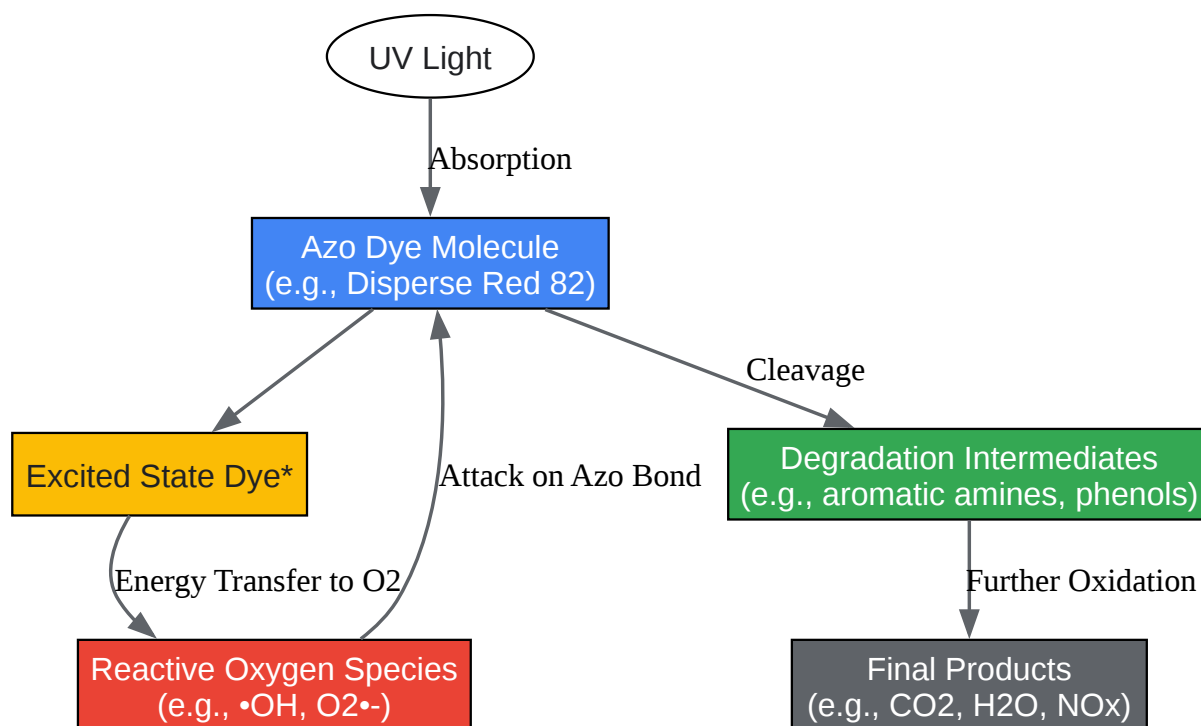 UV Light
Absorption
Azo Dye Molecule
(e.g., Disperse Red 82)
Cleavage
Excited State Dye*
Attack on Azo Bond
Degradation Intermediates
(e.g., aromatic amines, phenols)
Energy Transfer to O2
Further Oxidation
Reactive Oxygen Species
(e.g., •OH, O2•-)
Final Products
(e.g., CO2, H2O, NOx)